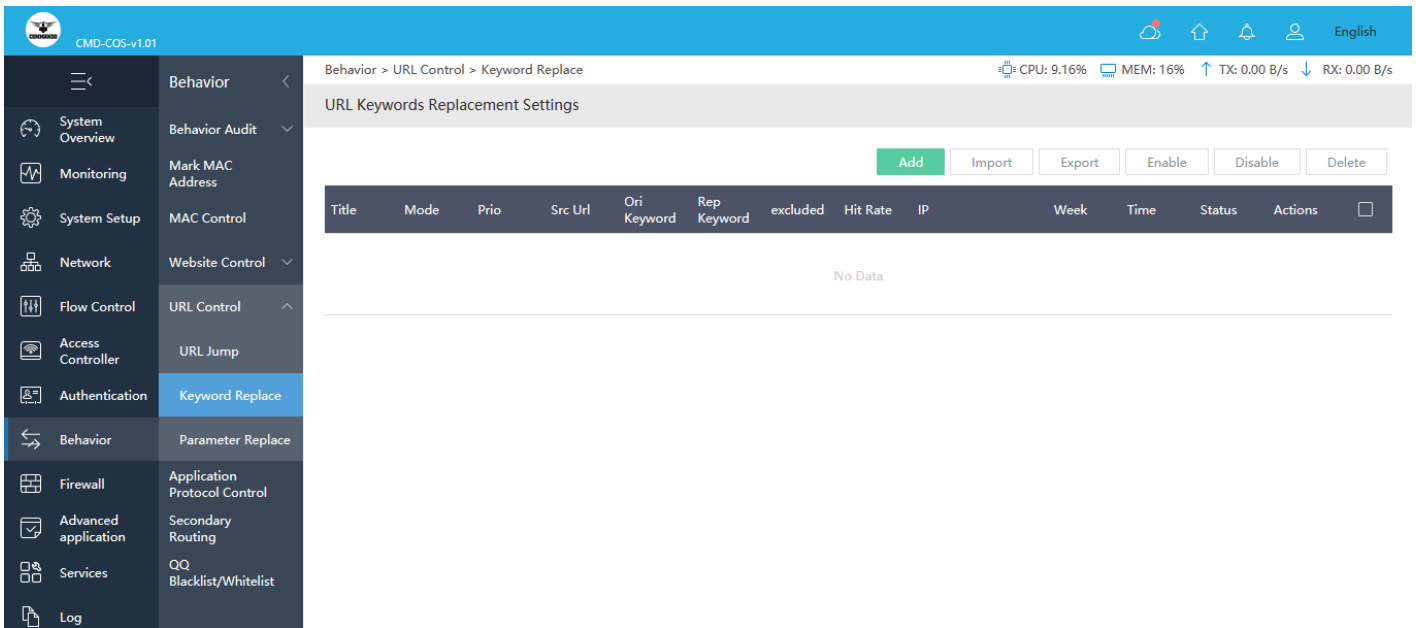 COMMANDO
CMD-COS-v1.01
English
Behavior
Behavior > URL Control > Keyword Replace
CPU: 9.16%
MEM: 16%
TX: 0.00 B/s
RX: 0.00 B/s
URL Keywords Replacement Settings
System
Overview
Monitoring
System Setup
Network
Flow Control
Access
Controller
Authentication
Behavior
Firewall
Advanced
application
Services
Log
Behavior Audit
Mark MAC
Address
MAC Control
Website Control
URL Control
URL Jump
Keyword Replace
Parameter Replace
Application
Protocol Control
Secondary
Routing
QQ
Blacklist/Whitelist
Add
Import
Export
Enable
Disable
Delete
Title
Mode
Prio
Src Url
Ori
Keyword
Rep
Keyword
excluded
Hit Rate
IP
Week
Time
Status
Actions
No Data